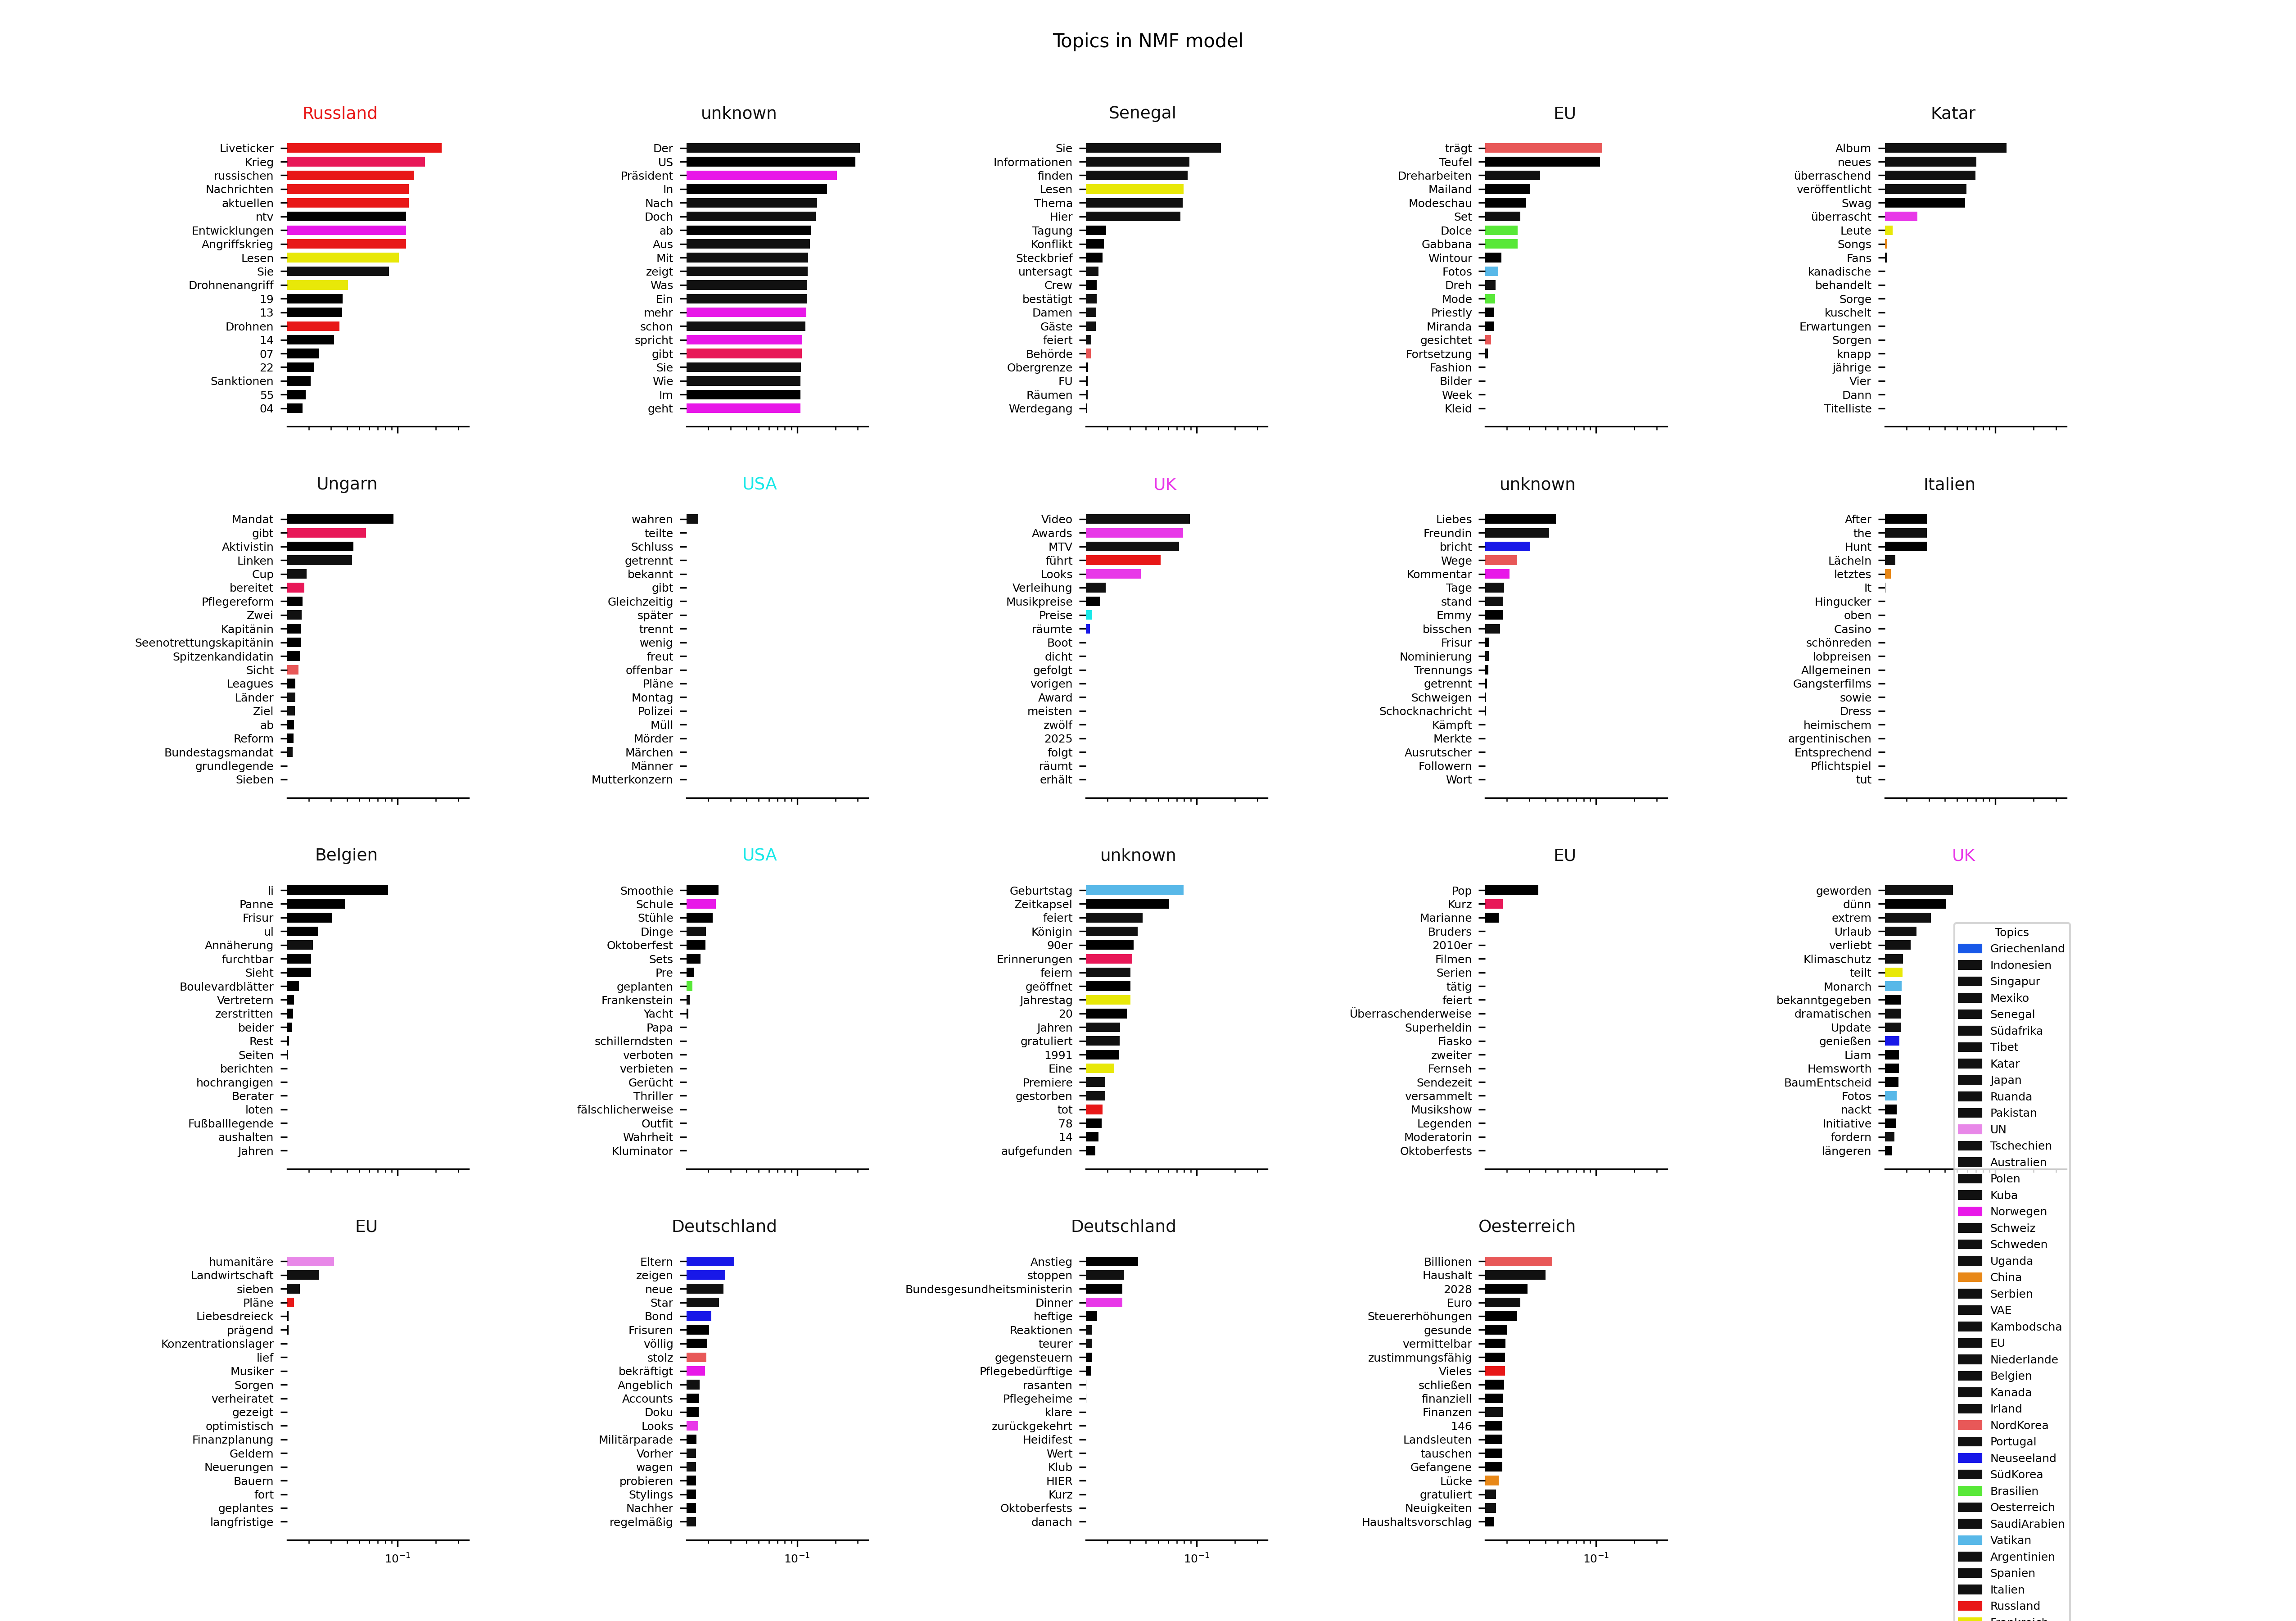 Topics in NMF model
Russland
Liveticker
Krieg
russischen
Nachrichten
aktuellen
ntv
Entwicklungen
Angriffskrieg
Lesen
Sie
Drohnenangriff
19
13
Drohnen
14
07
22
Sanktionen
55
04
unknown
Der
US
Präsident
In
Nach
Doch
ab
Aus
Mit
zeigt
Was
Ein
mehr
schon
spricht
gibt
Sie
Wie
Im
geht
Senegal
Sie
Informationen
finden
Lesen
Thema
Hier
Tagung
Konflikt
Steckbrief
untersagt
Crew
bestätigt
Damen
Gäste
feiert
Behörde
Obergrenze
FU
Räumen
Werdegang
EU
trägt
Teufel
Dreharbeiten
Mailand
Modeschau
Set
Dolce
Gabbana
Wintour
Fotos
Dreh
Mode
Priestly
Miranda
gesichtet
Fortsetzung
Fashion
Bilder
Week
Kleid
Katar
Album
neues
überraschend
veröffentlicht
Swag
überrascht
Leute
Songs
Fans
kanadische
behandelt
Sorge
kuschelt
Erwartungen
Sorgen
knapp
jährige
Vier
Dann
Titelliste
Ungarn
Mandat
gibt
Aktivistin
Linken
Cup
bereitet
Pflegereform
Zwei
Kapitänin
Seenotrettungskapitänin
Spitzenkandidatin
Sicht
Leagues
Länder
Ziel
ab
Reform
Bundestagsmandat
grundlegende
Sieben
USA
wahren
teilte
Schluss
getrennt
bekannt
gibt
Gleichzeitig
später
trennt
wenig
freut
offenbar
Pläne
Montag
Polizei
Müll
Mörder
Märchen
Männer
Mutterkonzern
UK
Video
Awards
MTV
führt
Looks
Verleihung
Musikpreise
Preise
räumte
Boot
dicht
gefolgt
vorigen
Award
meisten
zwölf
2025
folgt
räumt
erhält
unknown
Liebes
Freundin
bricht
Wege
Kommentar
Tage
stand
Emmy
bisschen
Frisur
Nominierung
Trennungs
getrennt
Schweigen
Schocknachricht
Kämpft
Merkte
Ausrutscher
Followern
Wort
Italien
After
the
Hunt
Lächeln
letztes
It
Hingucker
oben
Casino
schönreden
lobpreisen
Allgemeinen
Gangsterfilms
sowie
Dress
heimischem
argentinischen
Entsprechend
Pflichtspiel
tut
Belgien
li
Panne
Frisur
ul
Annäherung
furchtbar
Sieht
Boulevardblätter
Vertretern
zerstritten
beider
Rest
Seiten
berichten
hochrangigen
Berater
loten
Fußballlegende
aushalten
Jahren
USA
Smoothie
Schule
Stühle
Dinge
Oktoberfest
Sets
Pre
geplanten
Frankenstein
Yacht
Papa
schillerndsten
verboten
verbieten
Gerücht
Thriller
fälschlicherweise
Outfit
Wahrheit
Kluminator
unknown
Geburtstag
Zeitkapsel
feiert
Königin
90er
Erinnerungen
feiern
geöffnet
Jahrestag
20
Jahren
gratuliert
1991
Eine
Premiere
gestorben
tot
78
14
aufgefunden
EU
Pop
Kurz
Marianne
Bruders
2010er
Filmen
Serien
tätig
feiert
Überraschenderweise
Superheldin
Fiasko
zweiter
Fernseh
Sendezeit
versammelt
Musikshow
Legenden
Moderatorin
Oktoberfests
UK
geworden
dünn
extrem
Urlaub
verliebt
Klimaschutz
teilt
Monarch
bekanntgegeben
dramatischen
Update
genießen
Liam
Hemsworth
BaumEntscheid
Fotos
nackt
Initiative
fordern
längeren
EU
humanitäre
Landwirtschaft
sieben
Pläne
Liebesdreieck
prägend
Konzentrationslager
lief
Musiker
Sorgen
verheiratet
gezeigt
optimistisch
Finanzplanung
Geldern
Neuerungen
Bauern
fort
geplantes
langfristige
10⁻¹
Deutschland
Eltern
zeigen
neue
Star
Bond
Frisuren
völlig
stolz
bekräftigt
Angeblich
Accounts
Doku
Looks
Militärparade
Vorher
wagen
probieren
Stylings
Nachher
regelmäßig
10⁻¹
Deutschland
Anstieg
stoppen
Bundesgesundheitsministerin
Dinner
heftige
Reaktionen
teurer
gegensteuern
Pflegebedürftige
rasanten
Pflegeheime
klare
zurückgekehrt
Heidifest
Wert
Klub
HIER
Kurz
Oktoberfests
danach
10⁻¹
Oesterreich
Billionen
Haushalt
2028
Euro
Steuererhöhungen
gesunde
vermittelbar
zustimmungsfähig
Vieles
schließen
finanziell
Finanzen
146
Landsleuten
tauschen
Gefangene
Lücke
gratuliert
Neuigkeiten
Haushaltsvorschlag
10⁻¹
Topics
Griechenland
Indonesien
Singapur
Mexiko
Senegal
Südafrika
Tibet
Katar
Japan
Ruanda
Pakistan
UN
Tschechien
Australien
Polen
Kuba
Norwegen
Schweiz
Schweden
Uganda
China
Serbien
VAE
Kambodscha
EU
Niederlande
Belgien
Kanada
Irland
NordKorea
Portugal
Neuseeland
SüdKorea
Brasilien
Oesterreich
SaudiArabien
Vatikan
Argentinien
Spanien
Italien
Russland
Frankreich